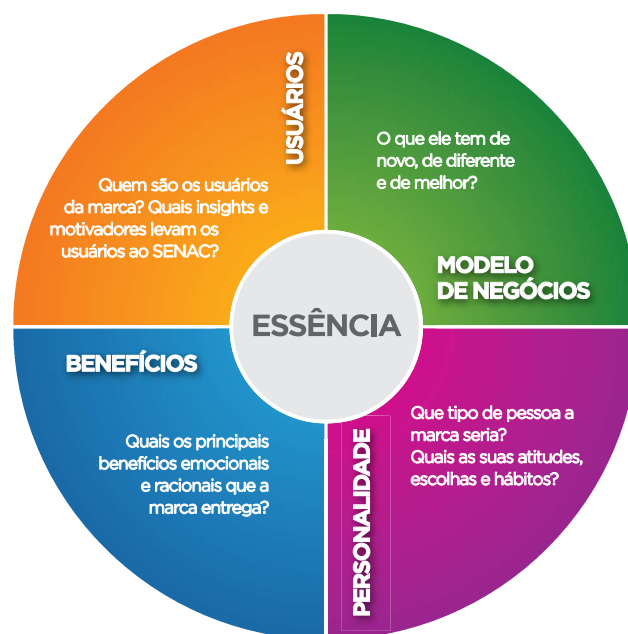 USUÁRIOS
Quem são os usuários
da marca? Quais insights e
motivadores levam os
usuários ao SENAC?
O que ele tem de
novo, de diferente
e de melhor?
MODELO
DE NEGÓCIOS
ESSÊNCIA
BENEFÍCIOS
Quais os principais
benefícios emocionais
e racionais que a
marca entrega?
PERSONALIDADE
Que tipo de pessoa a
marca seria?
Quais as suas atitudes,
escolhas e hábitos?